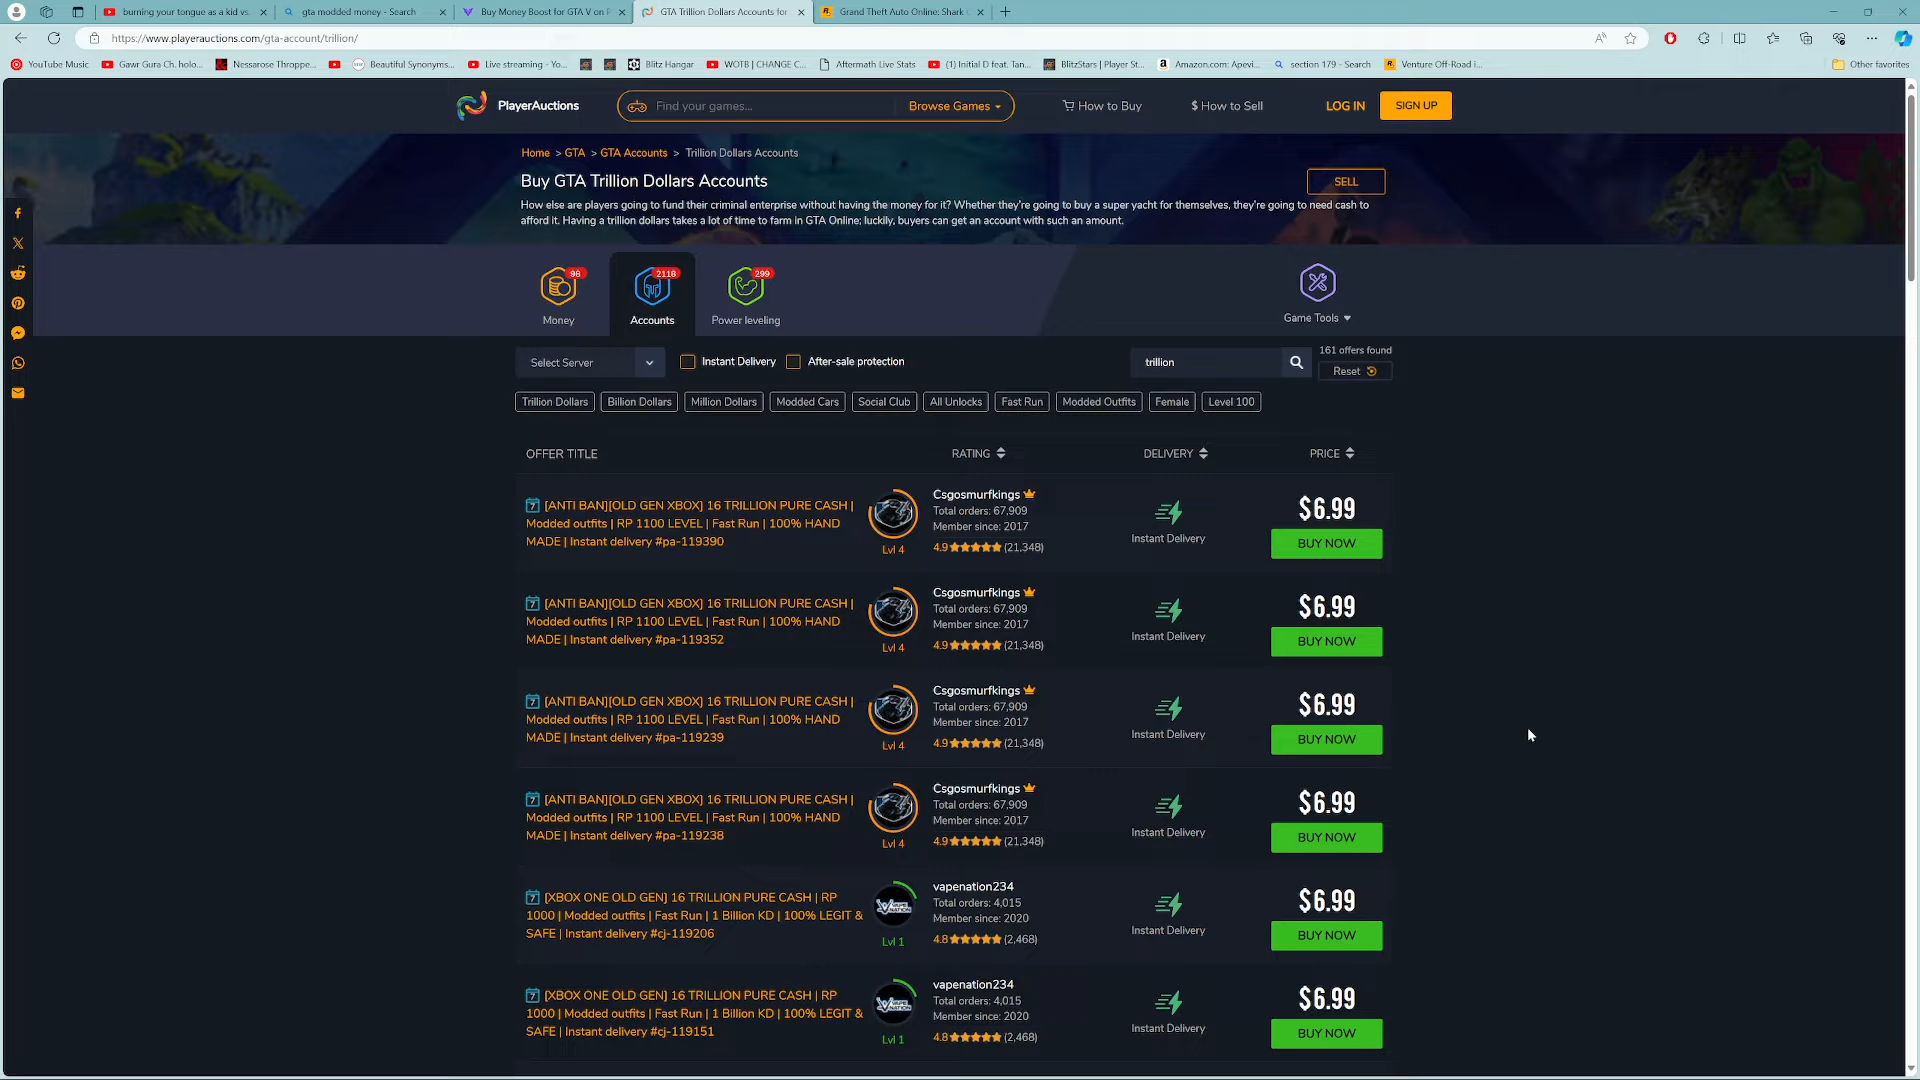 burning your tongue as a kid vs.
gta modded money - Search
Buy Money Boost for GTA V on P
GTA Trillion Dollars Accounts for
Grand Theft Auto Online: Shark
https://www.playerauctions.com/gta-account/trillion/
YouTube Music
Gawr Gura Ch. holo...
Nessarose Throppe...
Beautiful Synonyms...
Live streaming - Yo...
Blitz Hangar
WOTB | CHANGE C...
Aftermath Live Stats
(1) Initial D feat. Tan...
BlitzStars | Player St...
Amazon.com: Apevi...
section 179 - Search
Venture Off-Road i...
Other favorites
PlayerAuctions
Find your games...
Browse Games
How to Buy
$ How to Sell
LOG IN
SIGN UP
Home > GTA > GTA Accounts > Trillion Dollars Accounts
Buy GTA Trillion Dollars Accounts
SELL
How else are players going to fund their criminal enterprise without having the money for it? Whether they're going to buy a super yacht for themselves, they're going to need cash to
afford it. Having a trillion dollars takes a lot of time to farm in GTA Online; luckily, buyers can get an account with such an amount.
98
2118
299
Money
Accounts
Power leveling
Game Tools
Select Server
Instant Delivery
After-sale protection
trillion
161 offers found
Reset
Trillion Dollars
Billion Dollars
Million Dollars
Modded Cars
Social Club
All Unlocks
Fast Run
Modded Outfits
Female
Level 100
OFFER TITLE
RATING
DELIVERY
PRICE
7 [ANTI BAN][OLD GEN XBOX] 16 TRILLION PURE CASH |
Modded outfits | RP 1100 LEVEL | Fast Run | 100% HAND
MADE | Instant delivery #pa-119390
Lvl 4
Csgosmurfkings
Total orders: 67,909
Member since: 2017
4.9 (21,348)
Instant Delivery
$6.99
BUY NOW
7 [ANTI BAN][OLD GEN XBOX] 16 TRILLION PURE CASH |
Modded outfits | RP 1100 LEVEL | Fast Run | 100% HAND
MADE | Instant delivery #pa-119352
Lvl 4
Csgosmurfkings
Total orders: 67,909
Member since: 2017
4.9 (21,348)
Instant Delivery
$6.99
BUY NOW
7 [ANTI BAN][OLD GEN XBOX] 16 TRILLION PURE CASH |
Modded outfits | RP 1100 LEVEL | Fast Run | 100% HAND
MADE | Instant delivery #pa-119239
Lvl 4
Csgosmurfkings
Total orders: 67,909
Member since: 2017
4.9 (21,348)
Instant Delivery
$6.99
BUY NOW
7 [ANTI BAN][OLD GEN XBOX] 16 TRILLION PURE CASH |
Modded outfits | RP 1100 LEVEL | Fast Run | 100% HAND
MADE | Instant delivery #pa-119238
Lvl 4
Csgosmurfkings
Total orders: 67,909
Member since: 2017
4.9 (21,348)
Instant Delivery
$6.99
BUY NOW
7 [XBOX ONE OLD GEN] 16 TRILLION PURE CASH | RP
1000 | Modded outfits | Fast Run | 1 Billion KD | 100% LEGIT &
SAFE | Instant delivery #cj-119206
Lvl 1
vapenation234
Total orders: 4,015
Member since: 2020
4.8 (2,468)
Instant Delivery
$6.99
BUY NOW
7 [XBOX ONE OLD GEN] 16 TRILLION PURE CASH | RP
1000 | Modded outfits | Fast Run | 1 Billion KD | 100% LEGIT &
SAFE | Instant delivery #cj-119151
Lvl 1
vapenation234
Total orders: 4,015
Member since: 2020
4.8 (2,468)
Instant Delivery
$6.99
BUY NOW